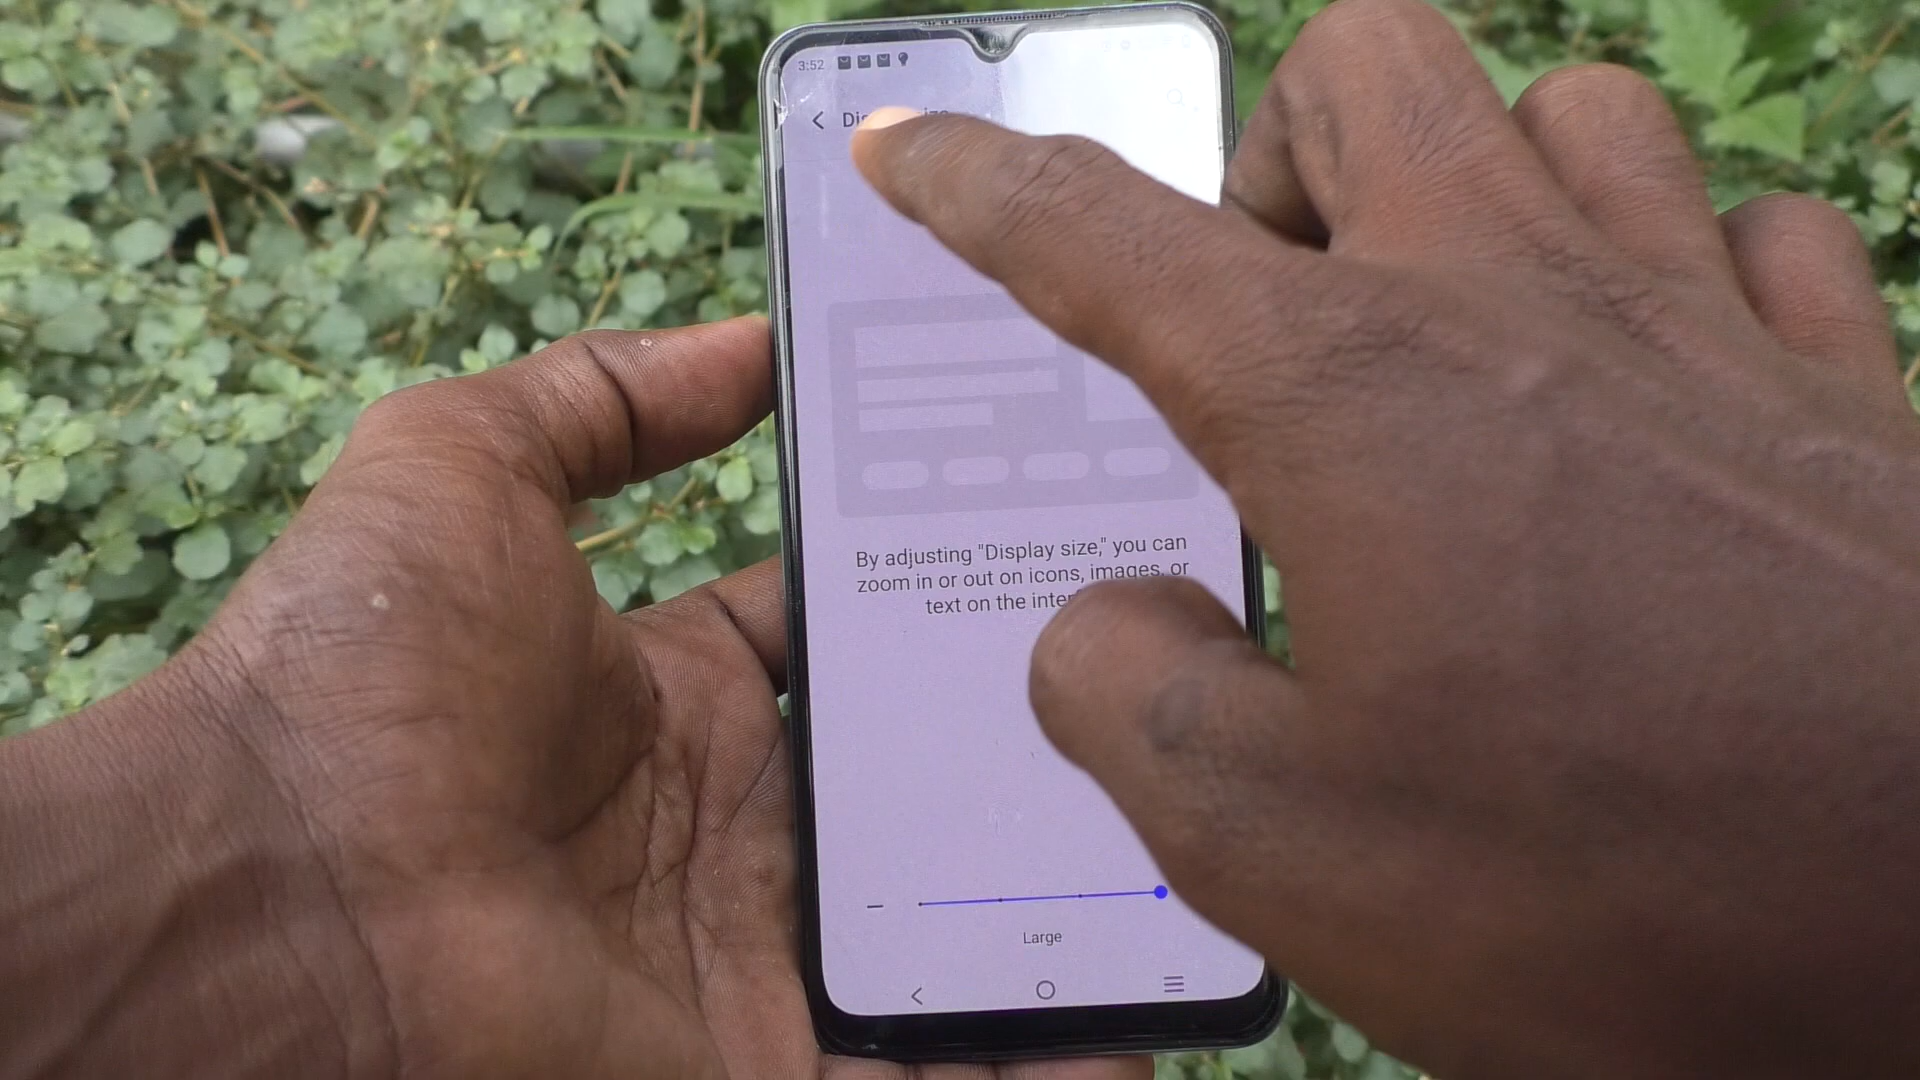 3:52
By adjusting "Display size," you can
zoom in or out on icons, images, or
text on the
Large